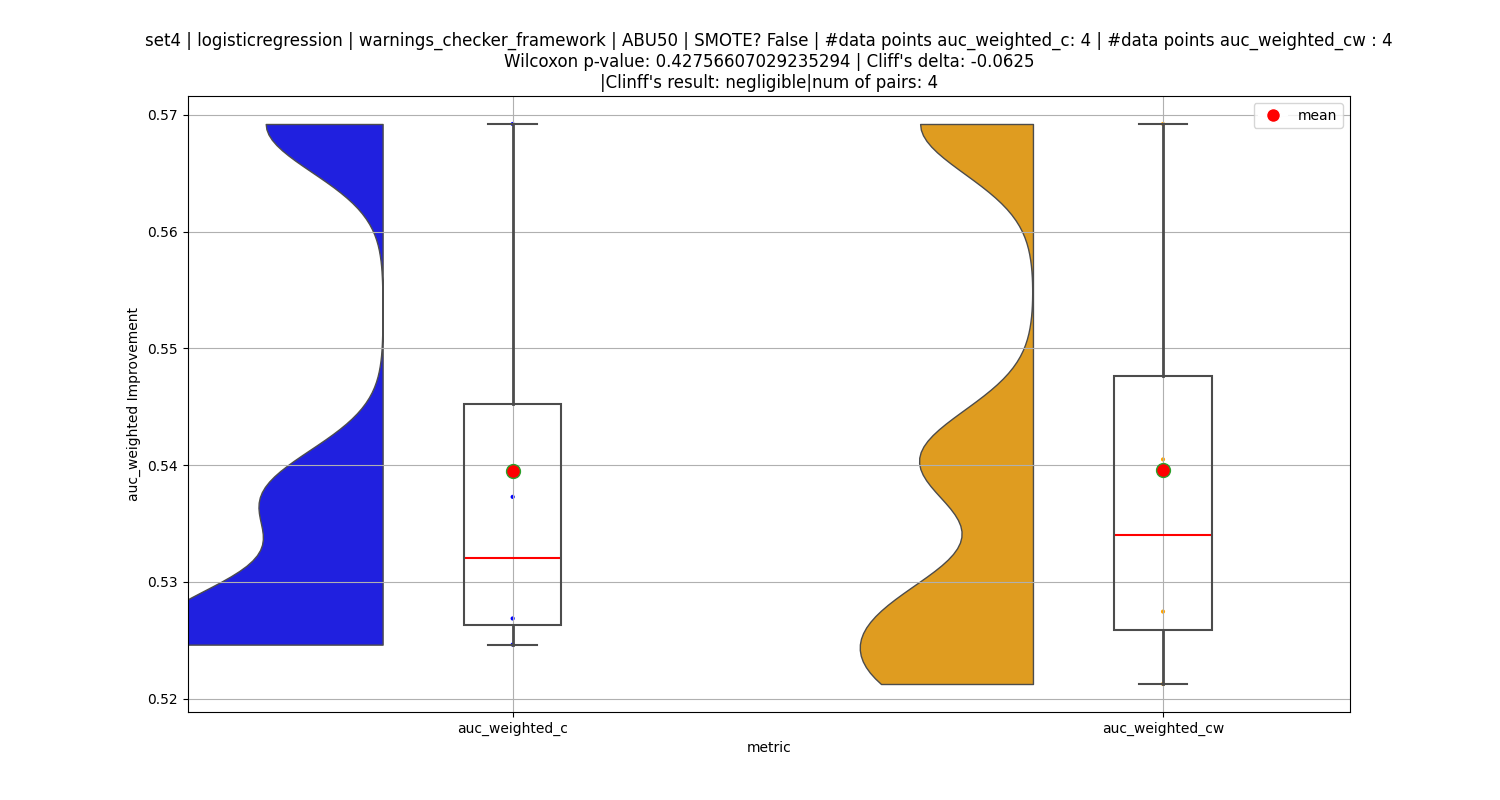 set4 | logisticregression | warnings_checker_framework | ABU50 | SMOTE? False | #data points auc_weighted_c: 4 | #data points auc_weighted_cw : 4
Wilcoxon p-value: 0.42756607029235294 | Cliff's delta: -0.0625
|Clinff's result: negligible|num of pairs: 4
mean
0.57
0.56
0.55
0.54
0.53
0.52
auc_weighted Improvement
auc_weighted_c
auc_weighted_cw
metric